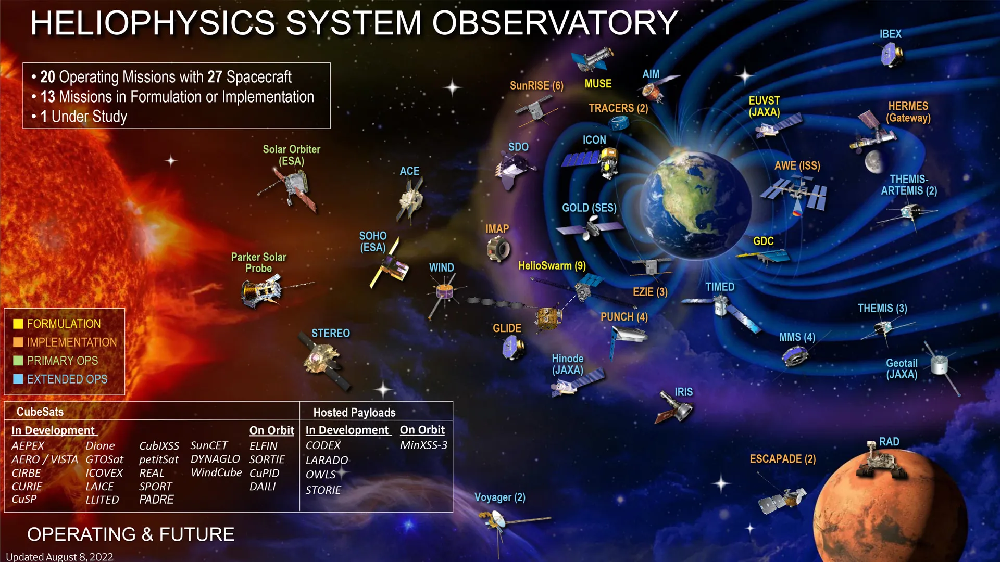 HELIOPHYSICS SYSTEM OBSERVATORY
• 20 Operating Missions with 27 Spacecraft
• 13 Missions in Formulation or Implementation
• 1 Under Study
IBEX
MUSE
AIM
SunRISE (6)
TRACERS (2)
EUVST
(JAXA)
HERMES
(Gateway)
ICON
SDO
Solar Orbiter
(ESA)
ACE
AWE (ISS)
THEMIS-
ARTEMIS (2)
GOLD (SES)
IMAP
SOHO
(ESA)
GDC
Parker Solar
Probe
WIND
HelioSwarm (9)
EZIE (3)
TIMED
THEMIS (3)
PUNCH (4)
GLIDE
STEREO
MMS (4)
Hinode
(JAXA)
Geotail
(JAXA)
IRIS
FORMULATION
IMPLEMENTATION
PRIMARY OPS
EXTENDED OPS
CubeSats
In Development
On Orbit
AEPEX Dione CubIXSS SunCET ELFIN
AERO / VISTA GTOSat petitSat DYNAGLO SORTIE
CIRBE ICOVEX REAL WindCube CuPID
CURIE LAICE SPORT DAILI
CuSP LLITED PADRE
Hosted Payloads
In Development On Orbit
CODEX MinXSS-3
LARADO
OWLS
STORIE
RAD
ESCAPADE (2)
Voyager (2)
OPERATING & FUTURE
Updated August 8, 2022